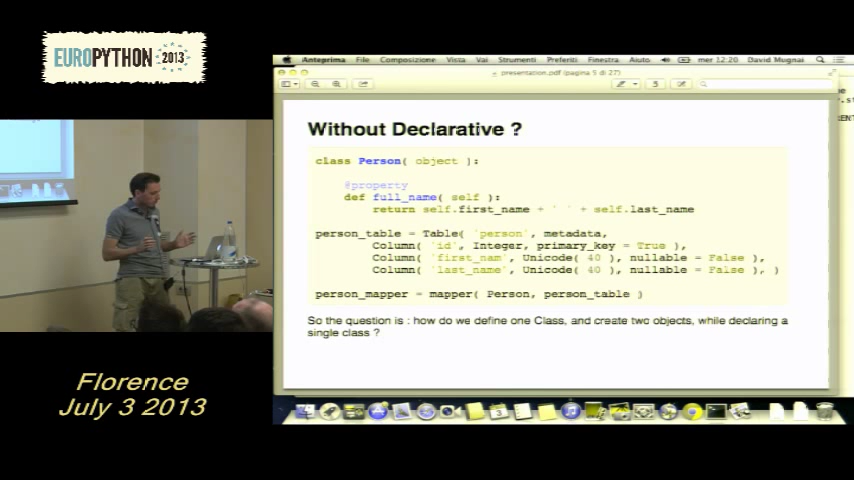 EUROPYTHON 2013
Anteprima File Composizione Vista Vai Strumenti Preferiti Finestra Aiuto mer 12:20 David Mugnai
presentation.pdf (pagina 5 di 27)
Without Declarative ?
class Person( object ):
@property
def full_name( self ):
return self.first_name + ' ' + self.last_name
person_table = Table( 'person', metadata,
Column( 'id', Integer, primary_key = True ),
Column( 'first_nam', Unicode( 40 ), nullable = False ),
Column( 'last_name', Unicode( 40 ), nullable = False ), )
person_mapper = mapper( Person, person_table )
So the question is : how do we define one Class, and create two objects, while declaring a
single class ?
Florence
July 3 2013